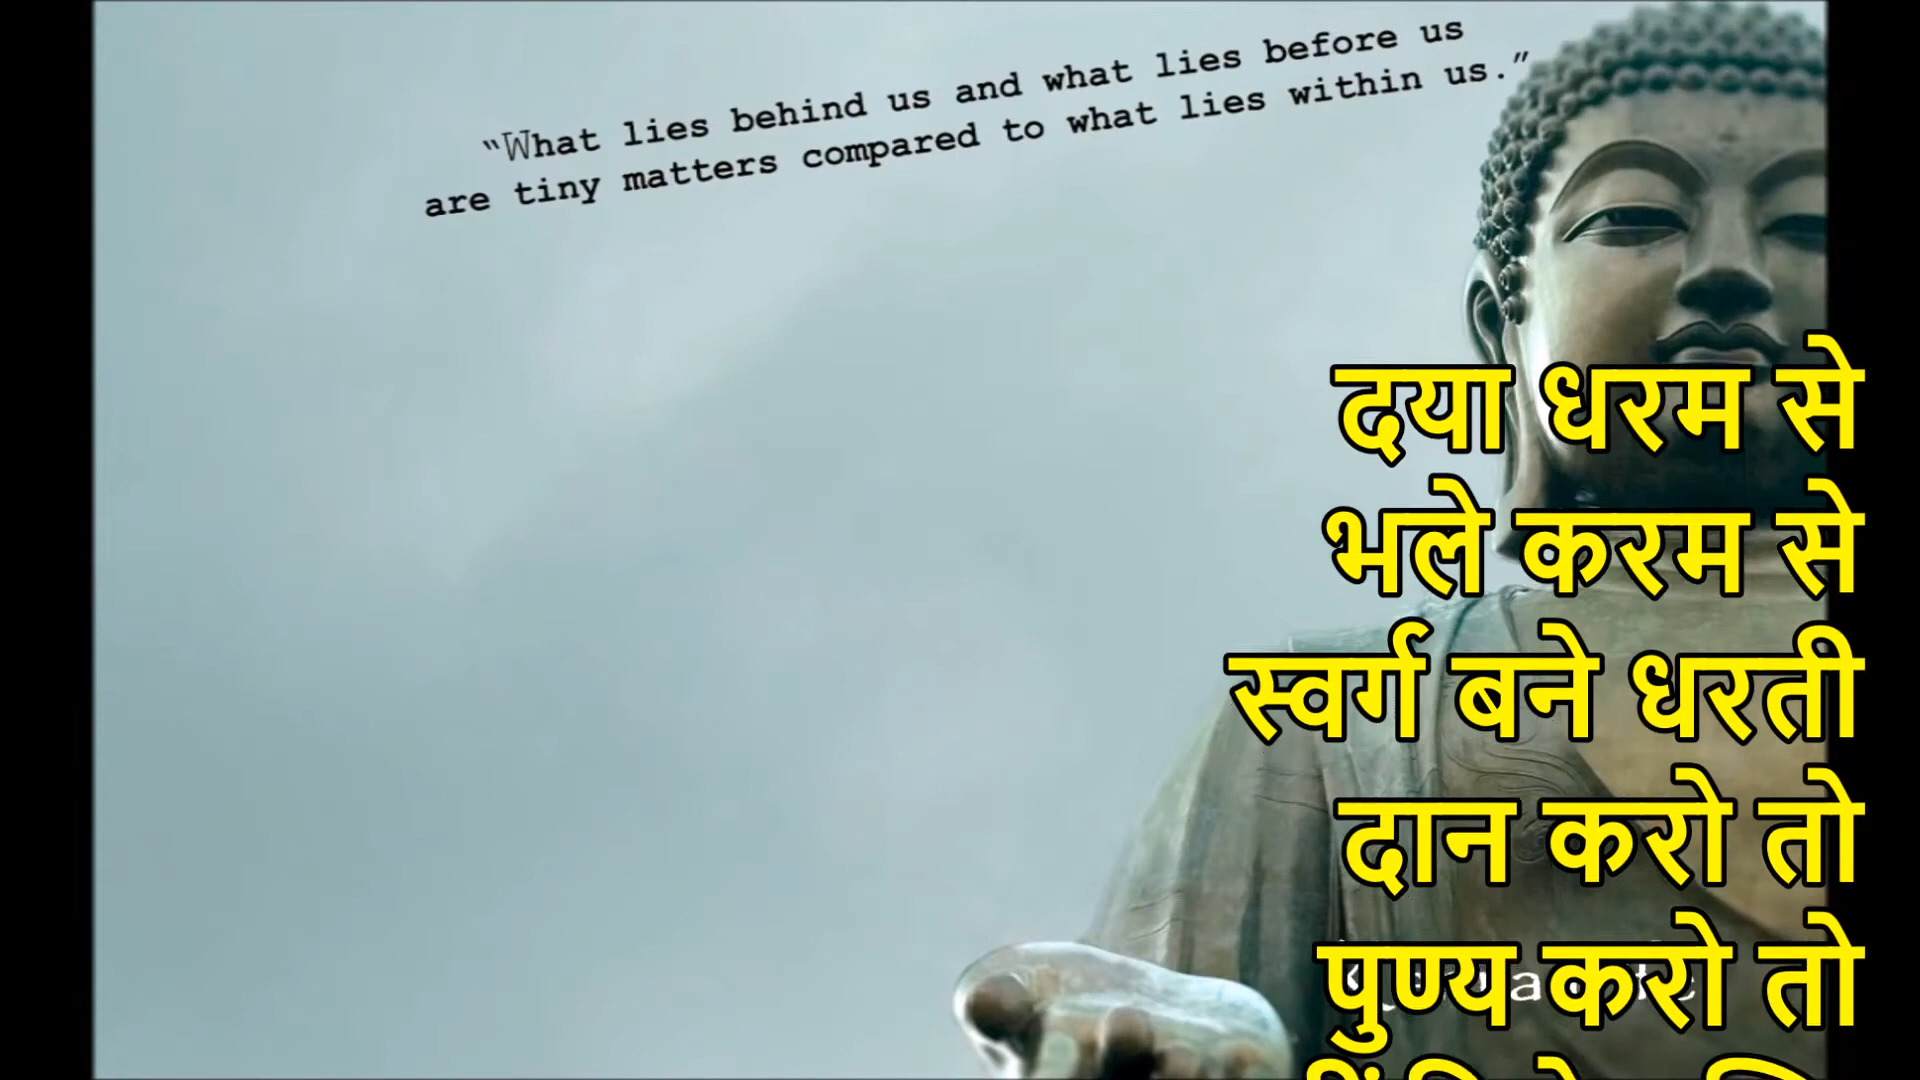 “What lies behind us and what lies before us
are tiny matters compared to what lies within us.”
दया धरम से
भले करम से
स्वर्ग बने धरती
दान करो तो
पुण्य करो तो